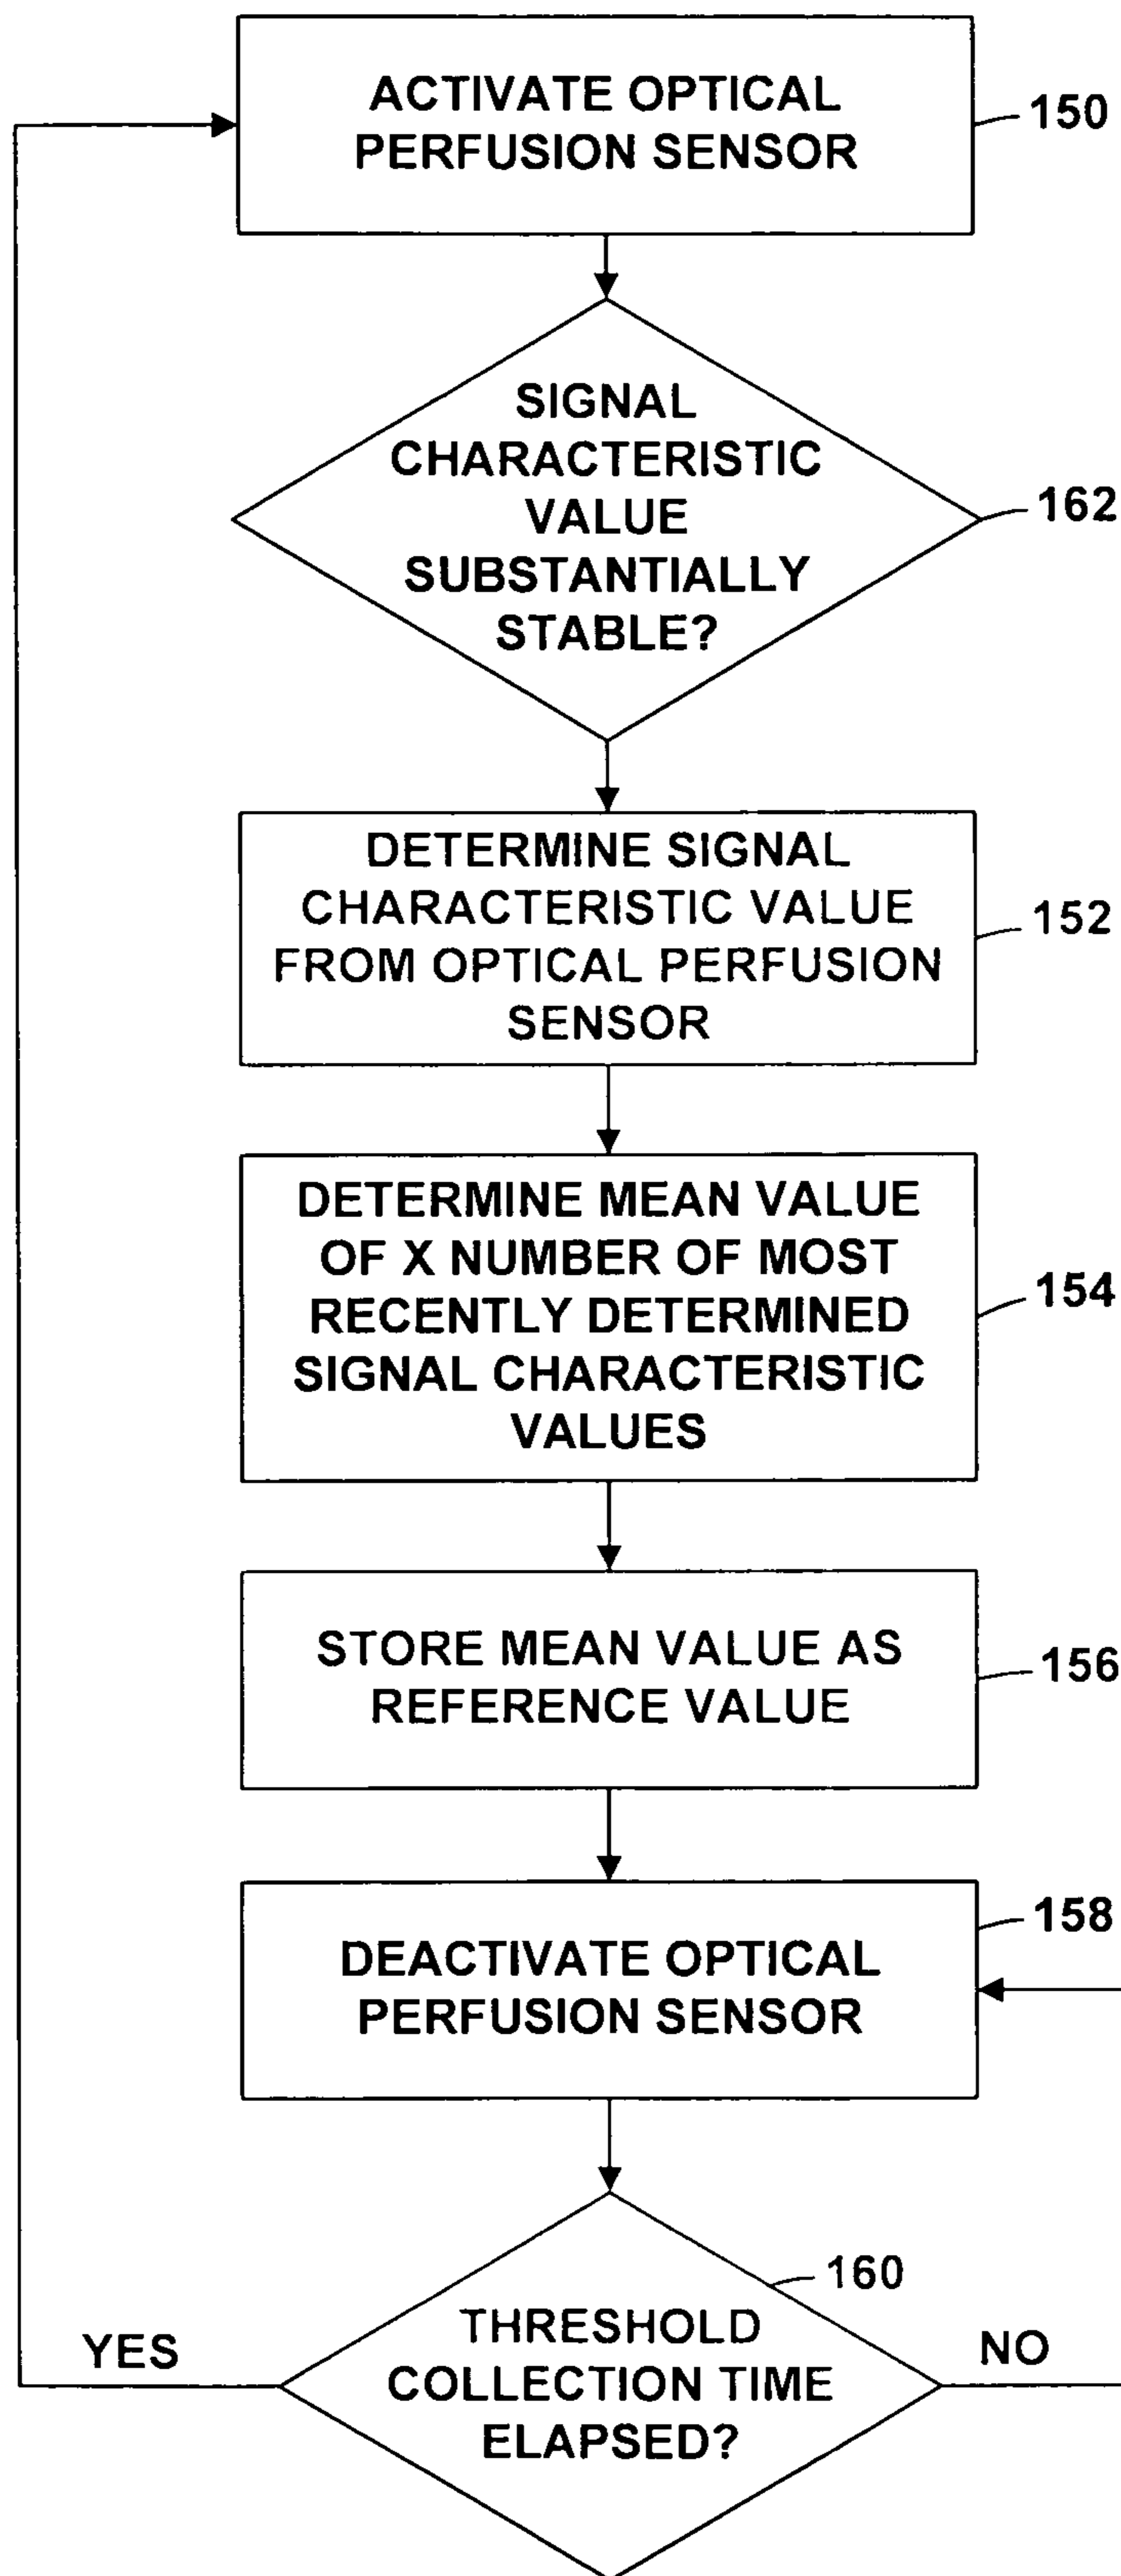 ACTIVATE OPTICAL
PERFUSION SENSOR
150
SIGNAL
CHARACTERISTIC
VALUE
SUBSTANTIALLY
STABLE?
162
DETERMINE SIGNAL
CHARACTERISTIC VALUE
FROM OPTICAL PERFUSION
SENSOR
152
DETERMINE MEAN VALUE
OF X NUMBER OF MOST
RECENTLY DETERMINED
SIGNAL CHARACTERISTIC
VALUES
154
STORE MEAN VALUE AS
REFERENCE VALUE
156
DEACTIVATE OPTICAL
PERFUSION SENSOR
158
160
THRESHOLD
COLLECTION TIME
ELAPSED?
YES
NO